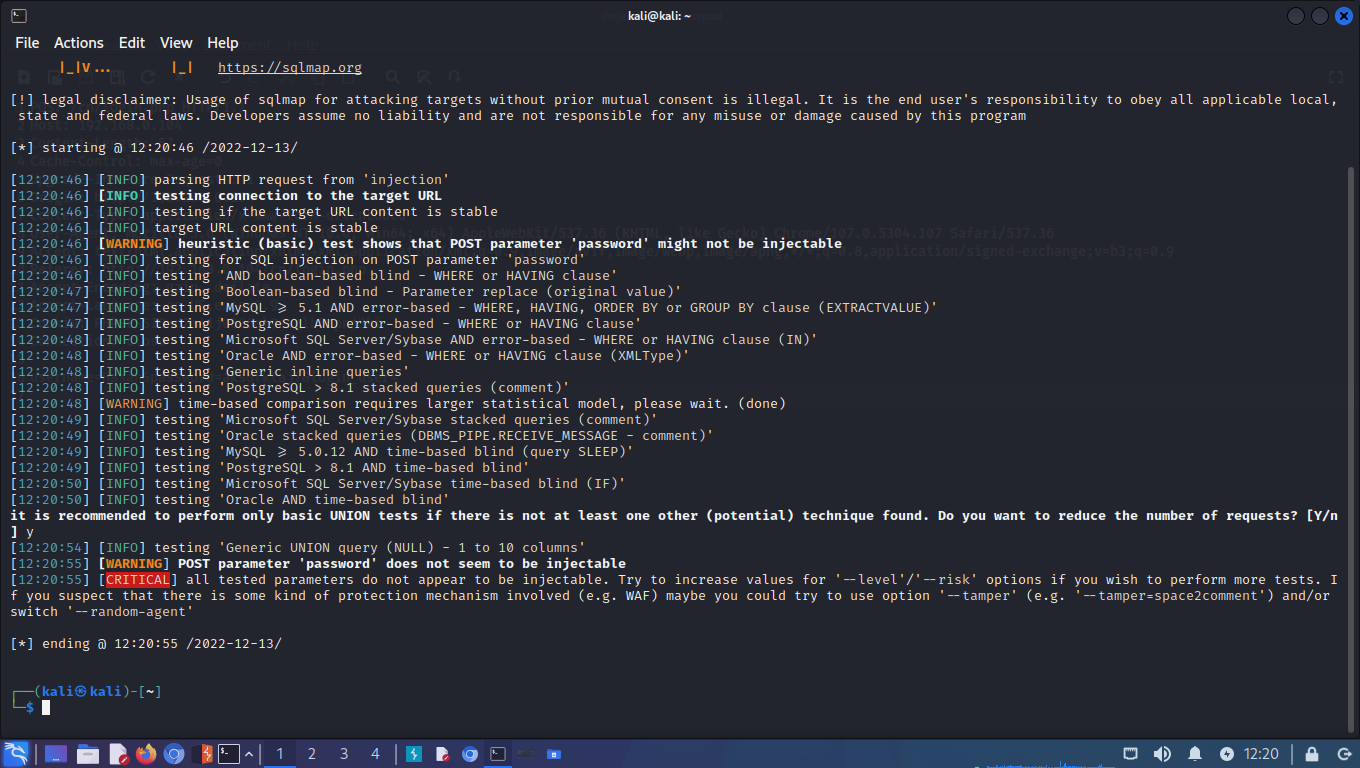 kali@kali: ~
File Actions Edit View Help
|_|V... |_| https://sqlmap.org
[!] legal disclaimer: Usage of sqlmap for attacking targets without prior mutual consent is illegal. It is the end user's responsibility to obey all applicable local,
state and federal laws. Developers assume no liability and are not responsible for any misuse or damage caused by this program
[*] starting @ 12:20:46 /2022-12-13/
[12:20:46] [INFO] parsing HTTP request from 'injection'
[12:20:46] [INFO] testing connection to the target URL
[12:20:46] [INFO] testing if the target URL content is stable
[12:20:46] [INFO] target URL content is stable
[12:20:46] [WARNING] heuristic (basic) test shows that POST parameter 'password' might not be injectable
[12:20:46] [INFO] testing for SQL injection on POST parameter 'password'
[12:20:46] [INFO] testing 'AND boolean-based blind - WHERE or HAVING clause'
[12:20:47] [INFO] testing 'Boolean-based blind - Parameter replace (original value)'
[12:20:47] [INFO] testing 'MySQL >= 5.1 AND error-based - WHERE, HAVING, ORDER BY or GROUP BY clause (EXTRACTVALUE)'
[12:20:47] [INFO] testing 'PostgreSQL AND error-based - WHERE or HAVING clause'
[12:20:48] [INFO] testing 'Microsoft SQL Server/Sybase AND error-based - WHERE or HAVING clause (IN)'
[12:20:48] [INFO] testing 'Oracle AND error-based - WHERE or HAVING clause (XMLType)'
[12:20:48] [INFO] testing 'Generic inline queries'
[12:20:48] [INFO] testing 'PostgreSQL > 8.1 stacked queries (comment)'
[12:20:48] [WARNING] time-based comparison requires larger statistical model, please wait. (done)
[12:20:49] [INFO] testing 'Microsoft SQL Server/Sybase stacked queries (comment)'
[12:20:49] [INFO] testing 'Oracle stacked queries (DBMS_PIPE.RECEIVE_MESSAGE - comment)'
[12:20:49] [INFO] testing 'MySQL >= 5.0.12 AND time-based blind (query SLEEP)'
[12:20:49] [INFO] testing 'PostgreSQL > 8.1 AND time-based blind'
[12:20:50] [INFO] testing 'Microsoft SQL Server/Sybase time-based blind (IF)'
[12:20:50] [INFO] testing 'Oracle AND time-based blind'
it is recommended to perform only basic UNION tests if there is not at least one other (potential) technique found. Do you want to reduce the number of requests? [Y/n
] y
[12:20:54] [INFO] testing 'Generic UNION query (NULL) - 1 to 10 columns'
[12:20:55] [WARNING] POST parameter 'password' does not seem to be injectable
[12:20:55] [CRITICAL] all tested parameters do not appear to be injectable. Try to increase values for '--level'/'--risk' options if you wish to perform more tests. I
f you suspect that there is some kind of protection mechanism involved (e.g. WAF) maybe you could try to use option '--tamper' (e.g. '--tamper=space2comment') and/or
switch '--random-agent'
[*] ending @ 12:20:55 /2022-12-13/
┌──(kali㉿kali)-[~]
└─$
1 2 3 4 12:20